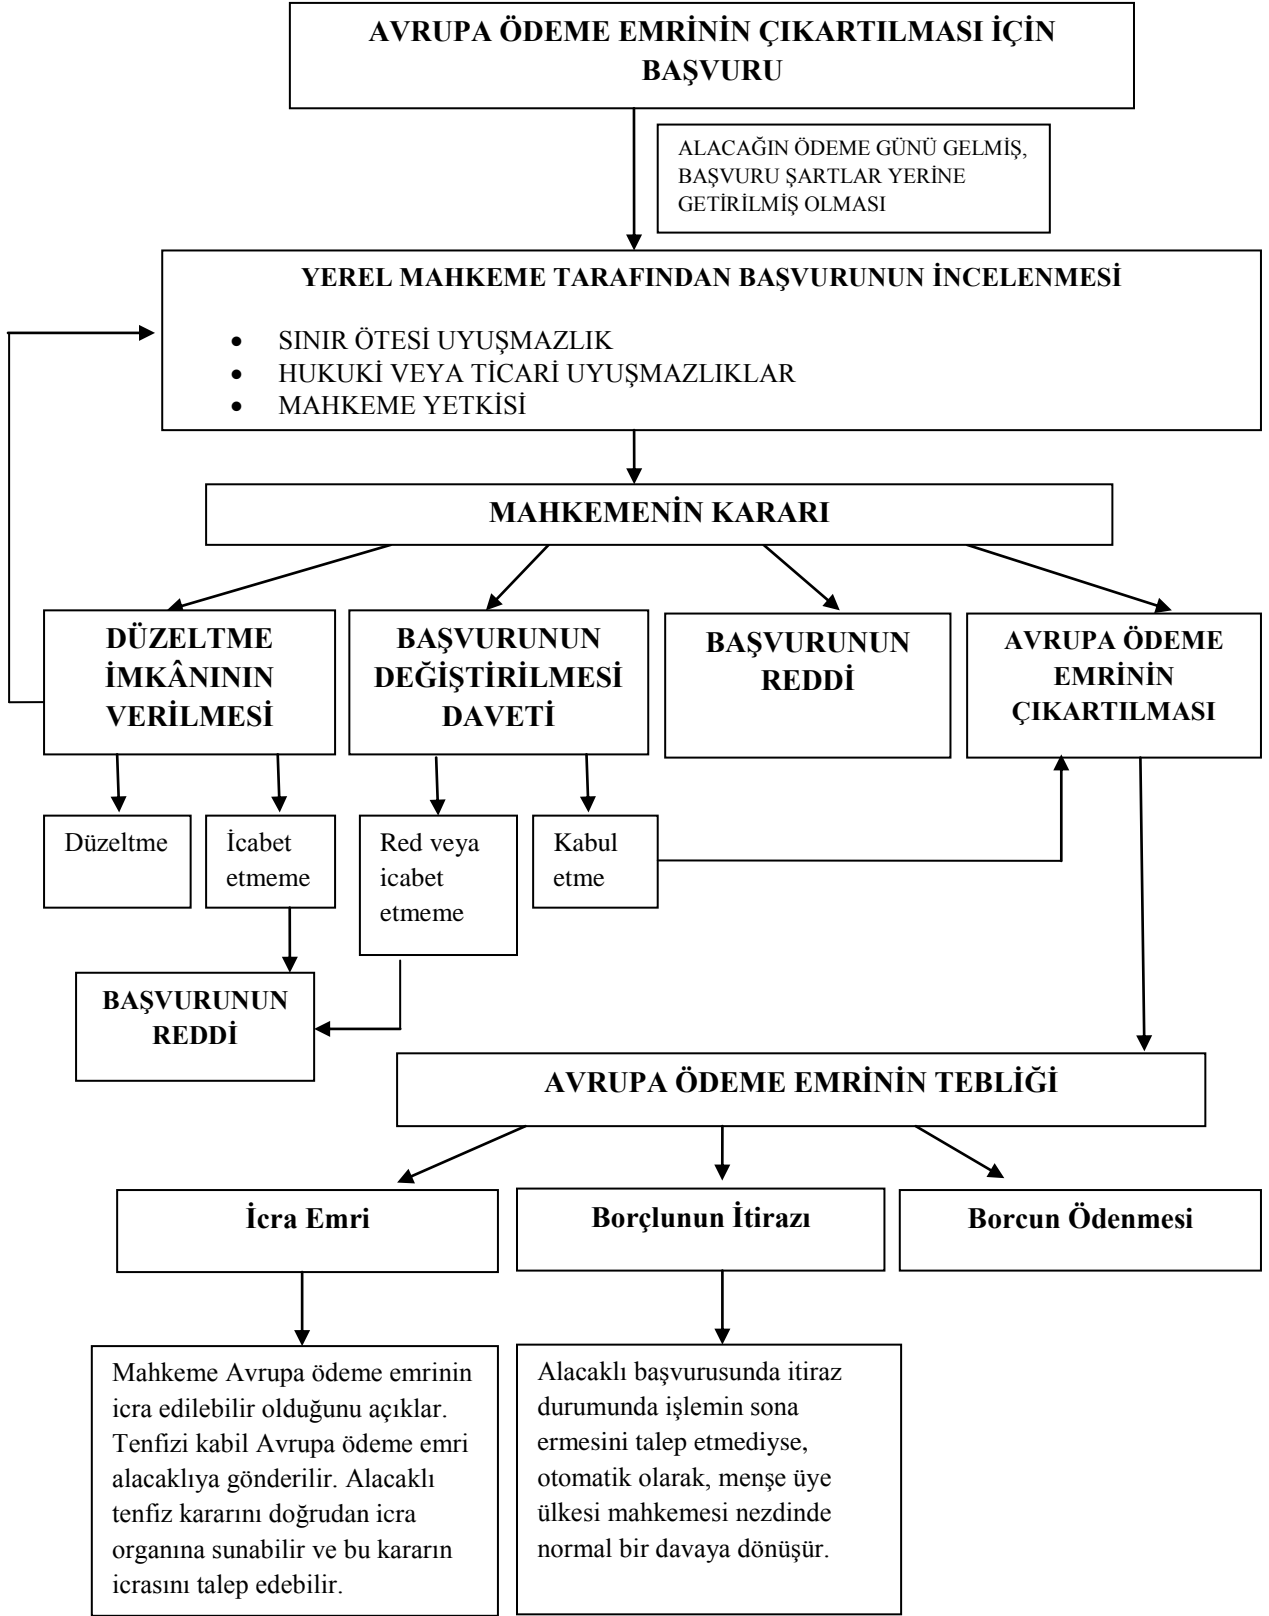 AVRUPA ÖDEME EMRİNİN ÇIKARTILMASI İÇİN
BAŞVURU
ALACAĞIN ÖDEME GÜNÜ GELMİŞ,
BAŞVURU ŞARTLAR YERİNE
GETİRİLMİŞ OLMASI
YEREL MAHKEME TARAFINDAN BAŞVURUNUN İNCELENMESİ
• SINIR ÖTESİ UYUŞMAZLIK
• HUKUKİ VEYA TİCARİ UYUŞMAZLIKLAR
• MAHKEME YETKİSİ
MAHKEMENİN KARARI
DÜZELTME
İMKÂNININ
VERİLMESİ
BAŞVURUNUN
DEĞİŞTİRİLMESİ
DAVETİ
BAŞVURUNUN
REDDİ
AVRUPA ÖDEME
EMRİNİN
ÇIKARTILMASI
Düzeltme
İcabet
etmeme
Red veya
icabet
etmeme
Kabul
etme
BAŞVURUNUN
REDDİ
AVRUPA ÖDEME EMRİNİN TEBLİĞİ
İcra Emri
Borçlunun İtirazı
Borcun Ödenmesi
Mahkeme Avrupa ödeme emrinin
icra edilebilir olduğunu açıklar.
Tenfizi kabil Avrupa ödeme emri
alacaklıya gönderilir. Alacaklı
tenfiz kararını doğrudan icra
organına sunabilir ve bu kararın
icrasını talep edebilir.
Alacaklı başvurusunda itiraz
durumunda işlemin sona
ermesini talep etmediyse,
otomatik olarak, menşe üye
ülkesi mahkemesi nezdinde
normal bir davaya dönüşür.